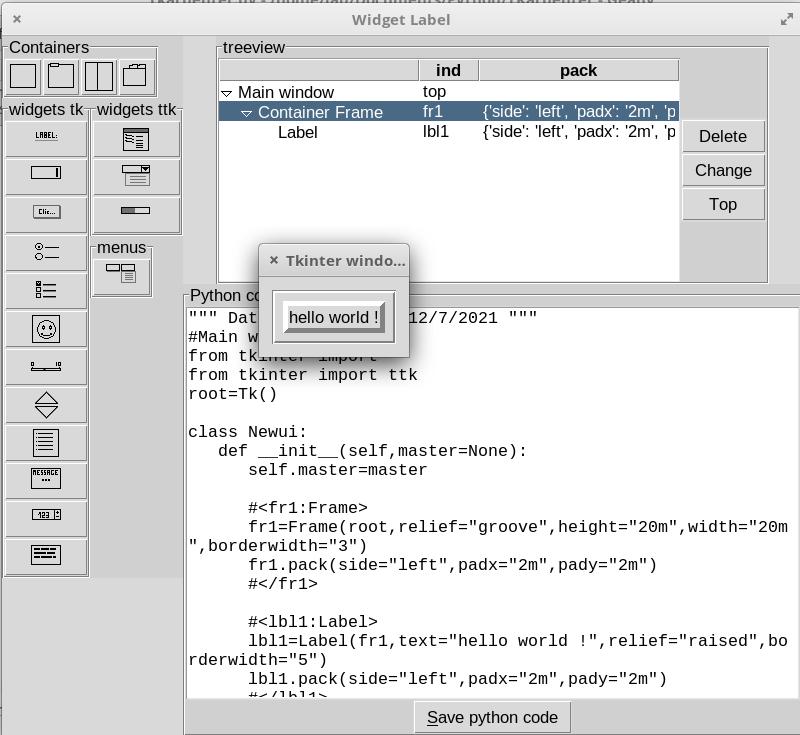 Widget Label
Containers
widgets tk
LABEL:
Clic...
MESSAGE
123
widgets ttk
menus
treeview
ind pack
Main window top
Container Frame fr1 {'side': 'left', 'padx': '2m', 'p
Label lbl1 {'side': 'left', 'padx': '2m', 'p
Delete
Change
Top
Tkinter windo...
hello world !
Python co
""" Dat 12/7/2021 """
#Main w
from tkinter import
from tkinter import ttk
root=Tk()
class Newui:
def __init__(self,master=None):
self.master=master
#<fr1:Frame>
fr1=Frame(root,relief="groove",height="20m",width="20m
",borderwidth="3")
fr1.pack(side="left",padx="2m",pady="2m")
#</fr1>
#<lbl1:Label>
lbl1=Label(fr1,text="hello world !",relief="raised",bo
rderwidth="5")
lbl1.pack(side="left",padx="2m",pady="2m")
#</lbl1>
Save python code